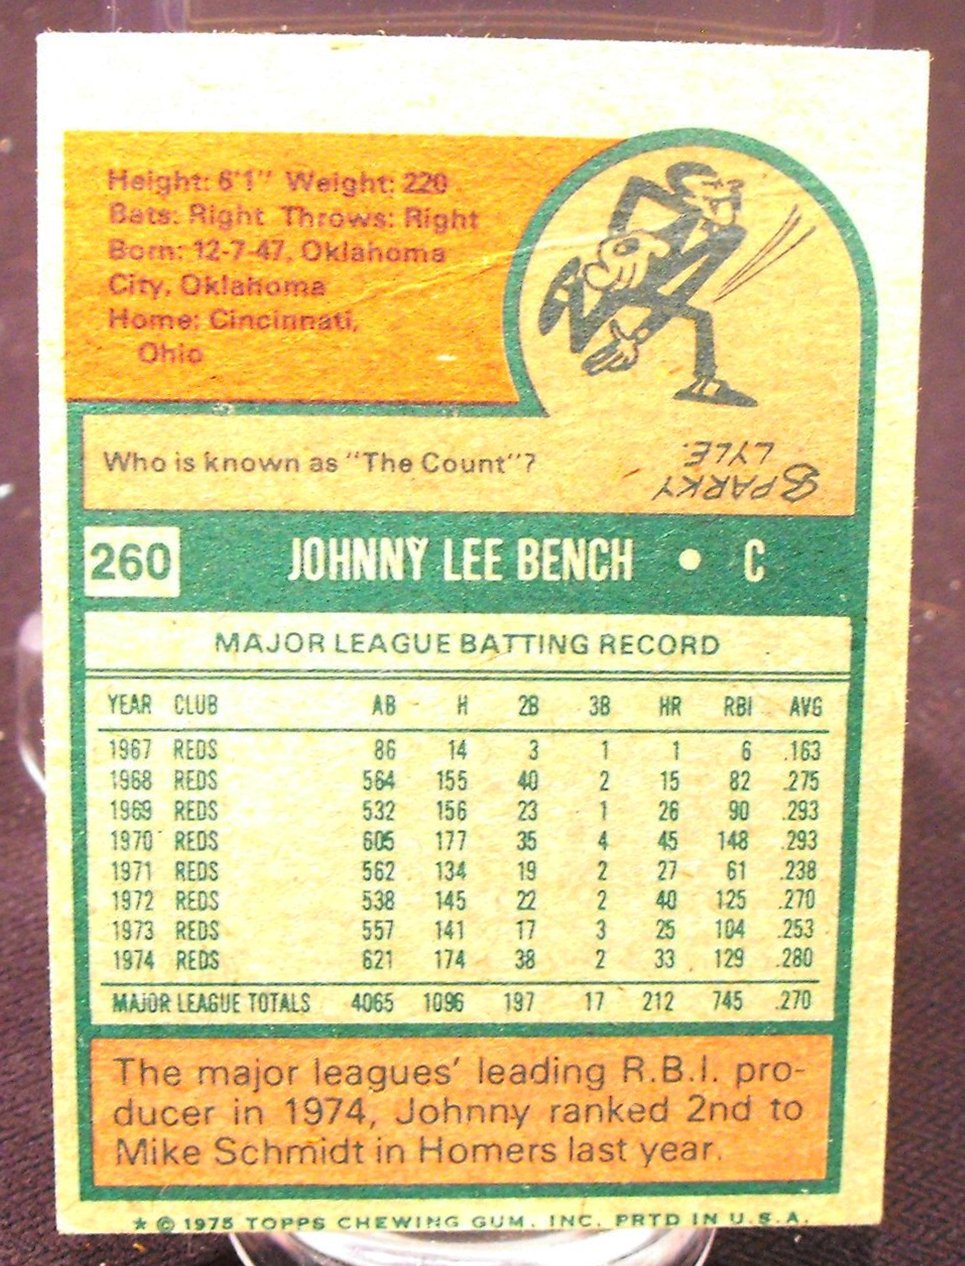 Height: 6'1" Weight: 220
Bats: Right Throws: Right
Born: 12-7-47, Oklahoma
City, Oklahoma
Home: Cincinnati,
Ohio
Who is known as "The Count"?
SPARKY
LYLE.
260 JOHNNY LEE BENCH • C
MAJOR LEAGUE BATTING RECORD
YEAR CLUB AB H 2B 3B HR RBI AVG
1967 REDS 86 14 3 1 1 6 .163
1968 REDS 564 155 40 2 15 82 .275
1969 REDS 532 156 23 1 26 90 .293
1970 REDS 605 177 35 4 45 148 .293
1971 REDS 562 134 19 2 27 61 .238
1972 REDS 538 145 22 2 40 125 .270
1973 REDS 557 141 17 3 25 104 .253
1974 REDS 621 174 38 2 33 129 .280
MAJOR LEAGUE TOTALS 4065 1096 197 17 212 745 .270
The major leagues' leading R.B.I. pro-
ducer in 1974, Johnny ranked 2nd to
Mike Schmidt in Homers last year.
* © 1975 TOPPS CHEWING GUM, INC. PRTD IN U.S.A.